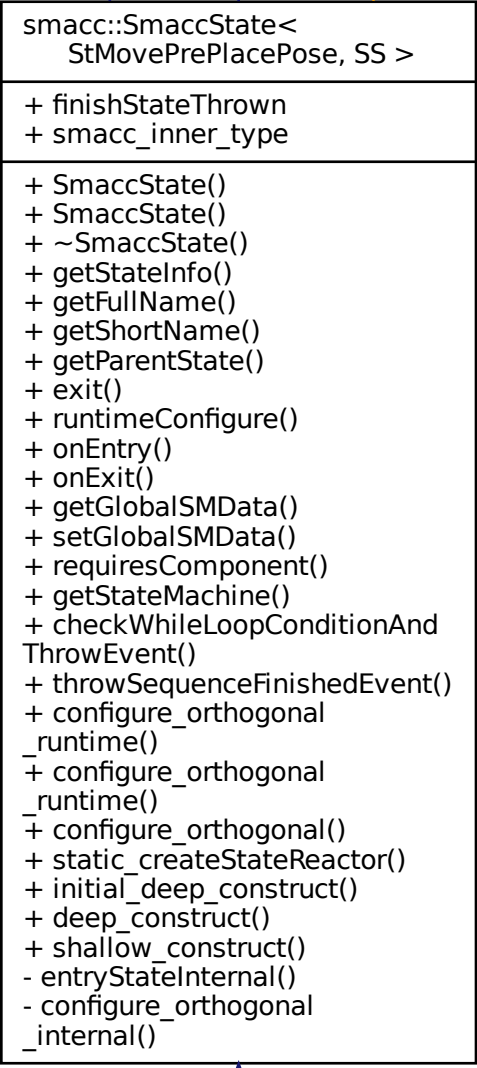 smacc::SmaccState<
StMovePrePlacePose, SS >
+ finishStateThrown
+ smacc_inner_type
+ SmaccState()
+ SmaccState()
+ ~SmaccState()
+ getStateInfo()
+ getFullName()
+ getShortName()
+ getParentState()
+ exit()
+ runtimeConfigure()
+ onEntry()
+ onExit()
+ getGlobalSMData()
+ setGlobalSMData()
+ requiresComponent()
+ getStateMachine()
+ checkWhileLoopConditionAnd
ThrowEvent()
+ throwSequenceFinishedEvent()
+ configure_orthogonal
_runtime()
+ configure_orthogonal
_runtime()
+ configure_orthogonal()
+ static_createStateReactor()
+ initial_deep_construct()
+ deep_construct()
+ shallow_construct()
- entryStateInternal()
- configure_orthogonal
_internal()